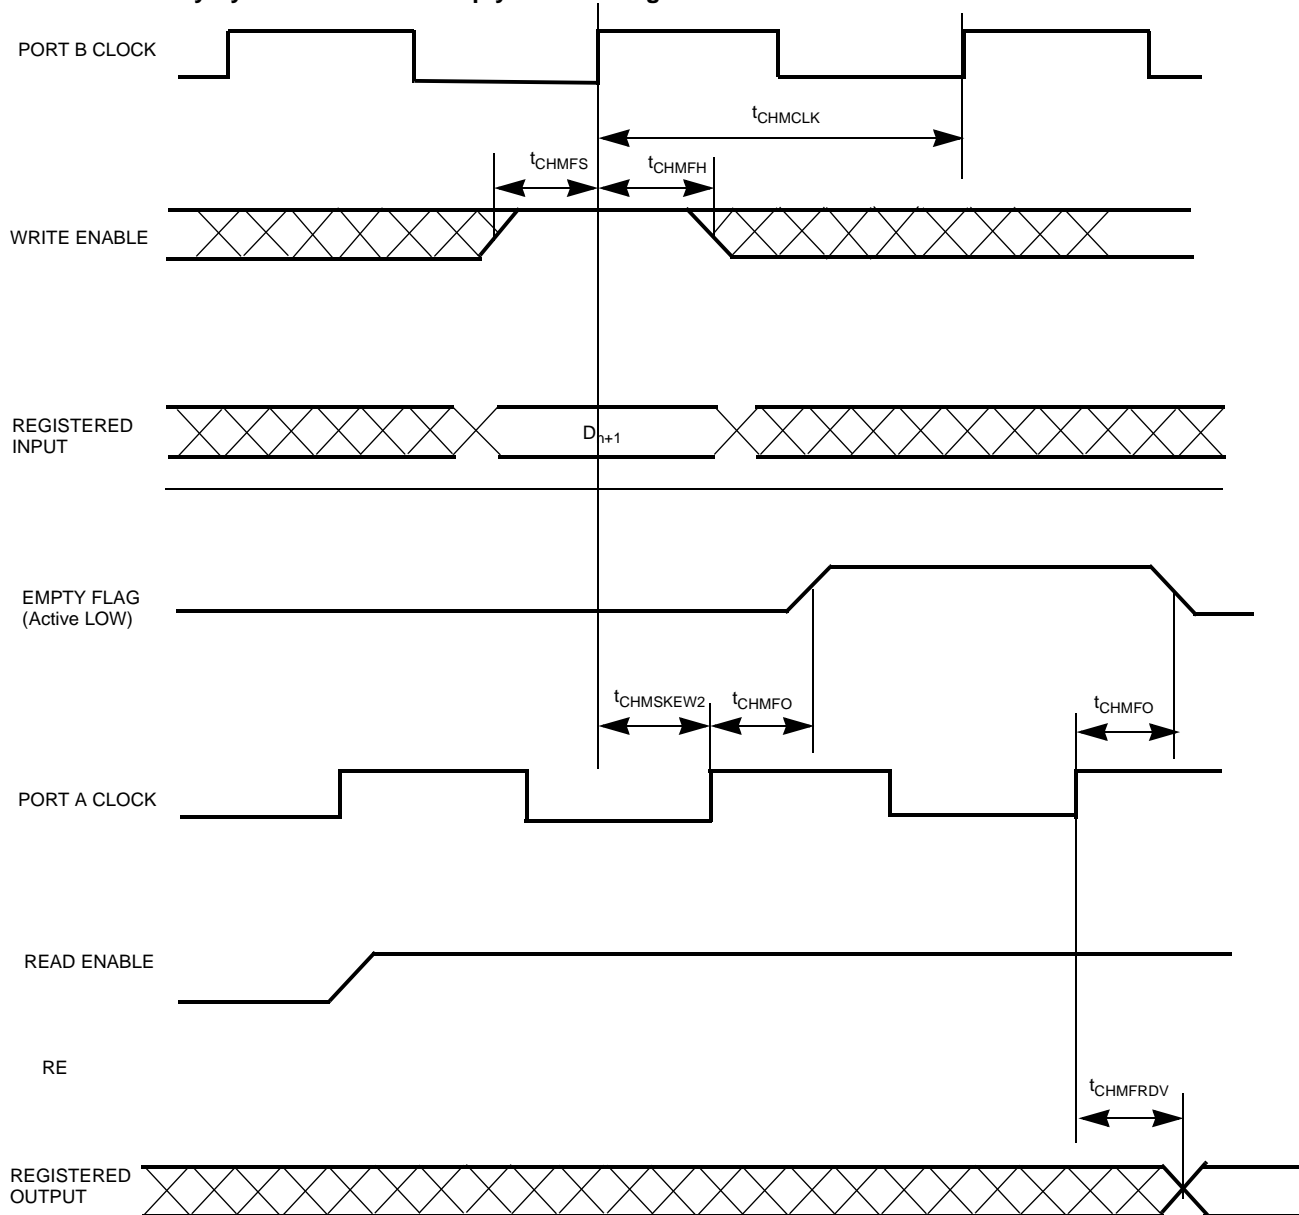 PORT B CLOCK
tCHMCLK
tCHMFS
tCHMFH
WRITE ENABLE
REGISTERED
INPUT
Dn+1
EMPTY FLAG
(Active LOW)
tCHMSKEW2
tCHMFO
tCHMFO
PORT A CLOCK
READ ENABLE
RE
tCHMFRDV
REGISTERED
OUTPUT